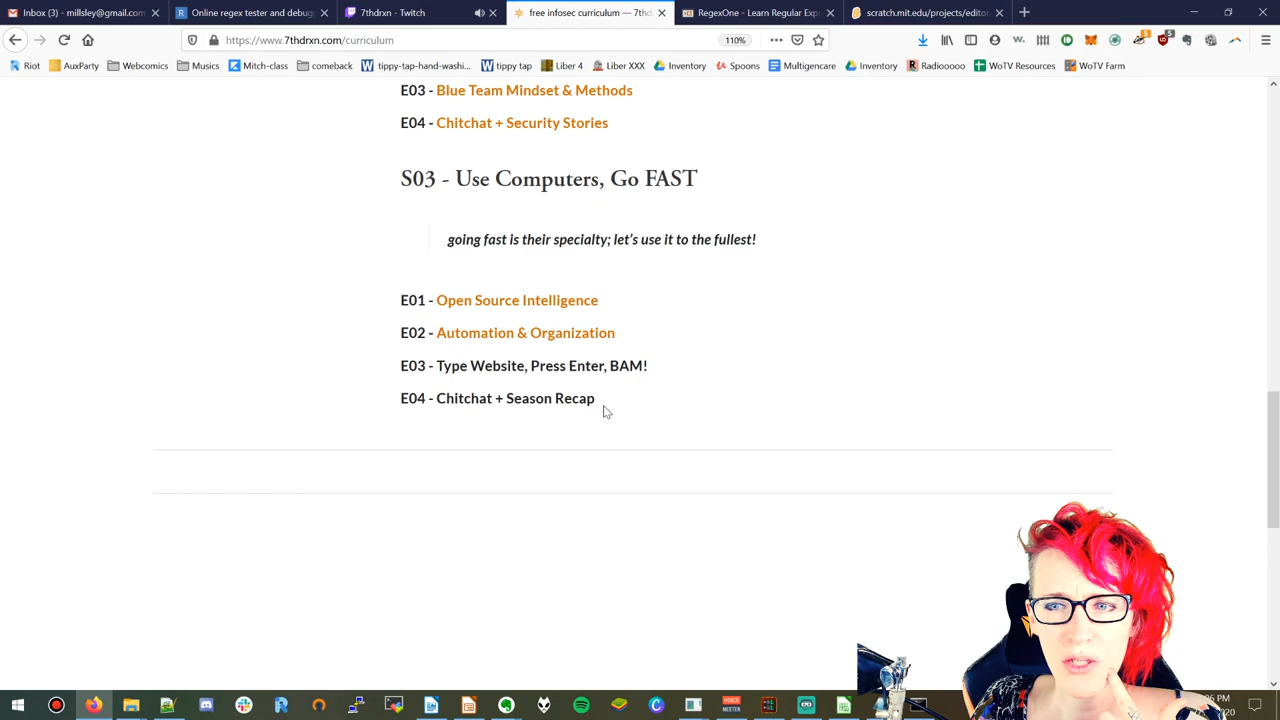 Inbox (3) - millsley@gmail.com
Online regex tester and debug
7thdrxn - Twitch
free infosec curriculum — 7thd
RegexOne - Learn Regular Exp
scratch.mit.edu/projects/editor
https://www.7thdrxn.com/curriculum
110%
Riot
AuxParty
Webcomics
Musics
Mitch-class
comeback
tippy-tap-hand-washi...
tippy tap
Liber 4
Liber XXX
Inventory
Spoons
Multigencare
Inventory
Radiooooo
WoTV Resources
WoTV Farm
E03 - Blue Team Mindset & Methods
E04 - Chitchat + Security Stories
S03 - Use Computers, Go FAST
going fast is their specialty; let's use it to the fullest!
E01 - Open Source Intelligence
E02 - Automation & Organization
E03 - Type Website, Press Enter, BAM!
E04 - Chitchat + Season Recap
VOICE
MEETER